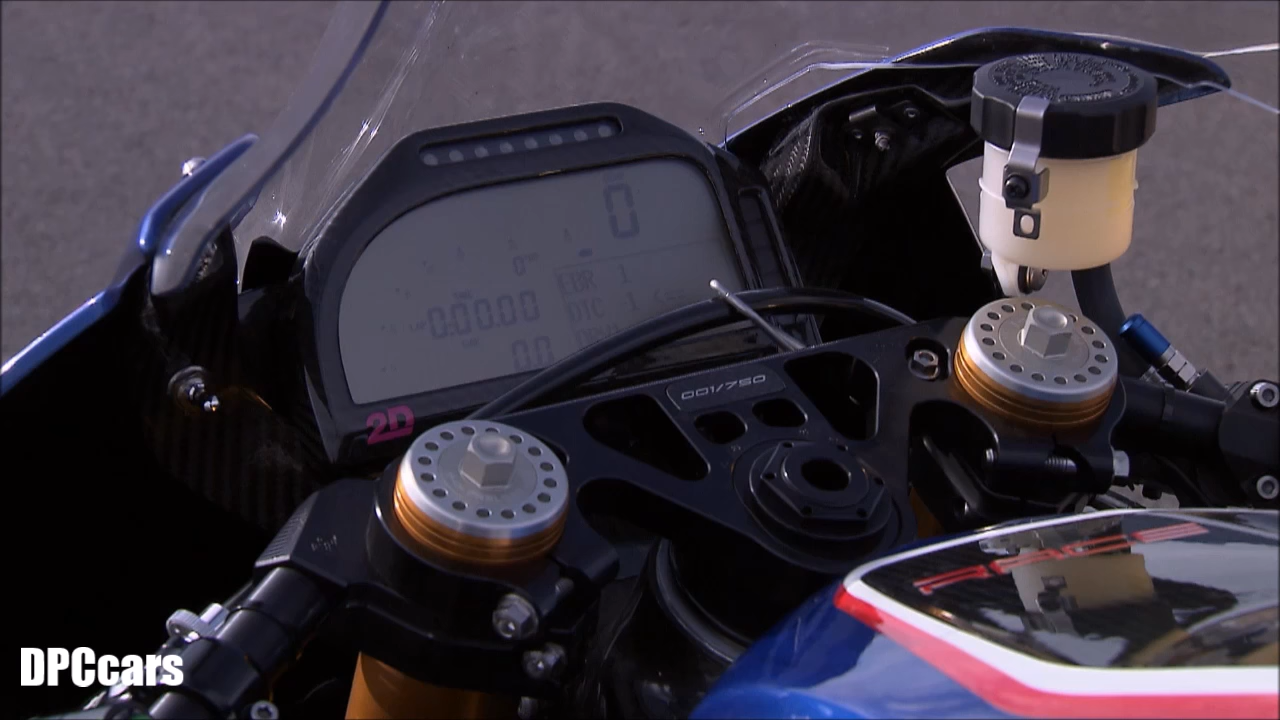 0
EBR 1
DTC 1
0:00.00
00
2D
001/750
RACE
DPCcars